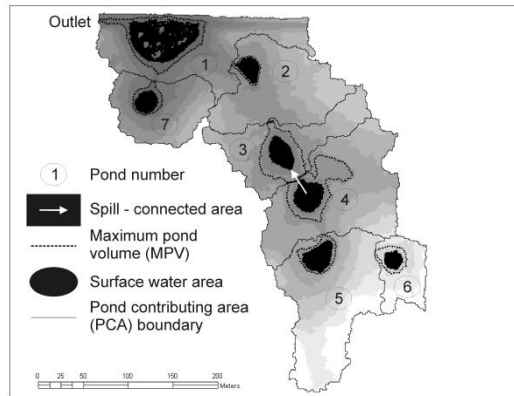 Outlet
1
2
7
3
4
5
6
1 Pond number
Spill - connected area
Maximum pond
volume (MPV)
Surface water area
Pond contributing area
(PCA) boundary
0 25 50 100 150 200
Meters